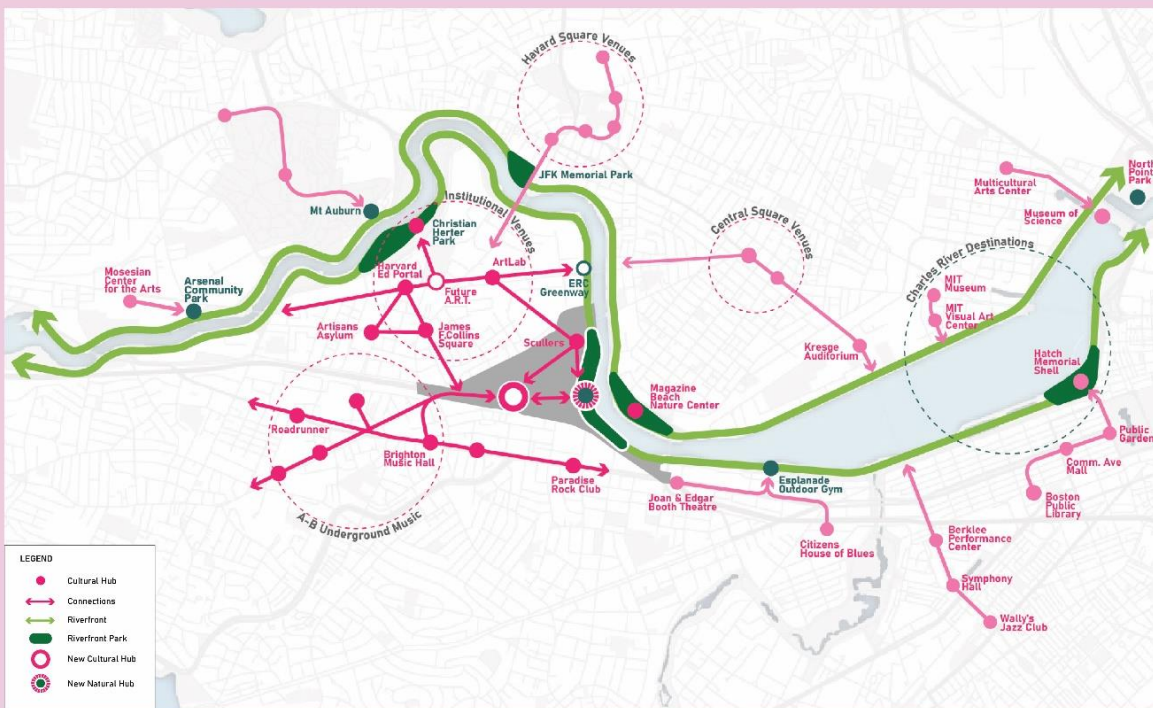 Havard Square Venues
JFK Memorial Park
Institutional Venues
Mt Auburn
Christian
Herter
Park
Harvard
Ed Portal
ArtLab
Future
A.R.T.
ERC
Greenway
Mosesian
Center
for the Arts
Arsenal
Community
Park
Artisans
Asylum
James
F.Collins
Square
Scullers
Central Square Venues
Kresge
Auditorium
Multicultural
Arts Center
North
Point
Park
Museum of
Science
Charles River Destinations
MIT
Museum
MIT
Visual Art
Center
Hatch
Memorial
Shell
Magazine
Beach
Nature Center
Roadrunner
Brighton
Music Hall
Paradise
Rock Club
A-B Underground Music
Joan & Edgar
Booth Theatre
Esplanade
Outdoor Gym
Citizens
House of Blues
Public
Garden
Comm. Ave
Mall
Boston
Public
Library
Berklee
Performance
Center
Symphony
Hall
Wally's
Jazz Club
LEGEND
Cultural Hub
Connections
Riverfront
Riverfront Park
New Cultural Hub
New Natural Hub